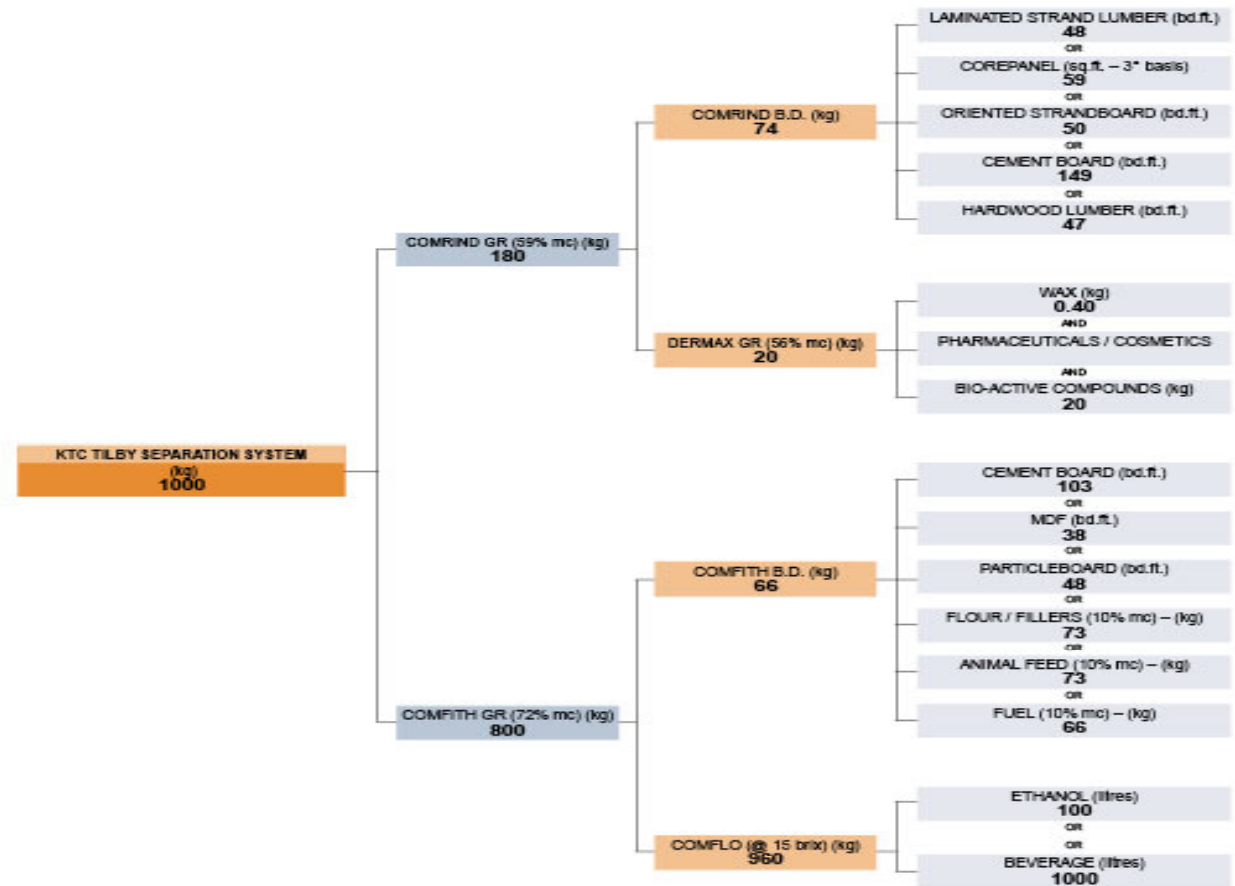 LAMINATED STRAND LUMBER (bd.ft.)
48
OR
COREPANEL (sq.ft. – 3" basis)
59
OR
ORIENTED STRANDBOARD (bd.ft.)
50
OR
CEMENT BOARD (bd.ft.)
149
OR
HARDWOOD LUMBER (bd.ft.)
47
COMRIND B.D. (kg)
74
COMRIND GR (59% mc) (kg)
180
WAX (kg)
0.40
AND
PHARMACEUTICALS / COSMETICS
AND
BIO-ACTIVE COMPOUNDS (kg)
20
DERMAX GR (56% mc) (kg)
20
KTC TILBY SEPARATION SYSTEM
(kg)
1000
CEMENT BOARD (bd.ft.)
103
OR
MDF (bd.ft.)
38
OR
PARTICLEBOARD (bd.ft.)
48
OR
FLOUR / FILLERS (10% mc) – (kg)
73
OR
ANIMAL FEED (10% mc) – (kg)
73
OR
FUEL (10% mc) – (kg)
66
COMFITH B.D. (kg)
66
COMFITH GR (72% mc) (kg)
800
ETHANOL (litres)
100
OR
OR
BEVERAGE (litres)
1000
COMFLO (@ 15 brix) (kg)
960